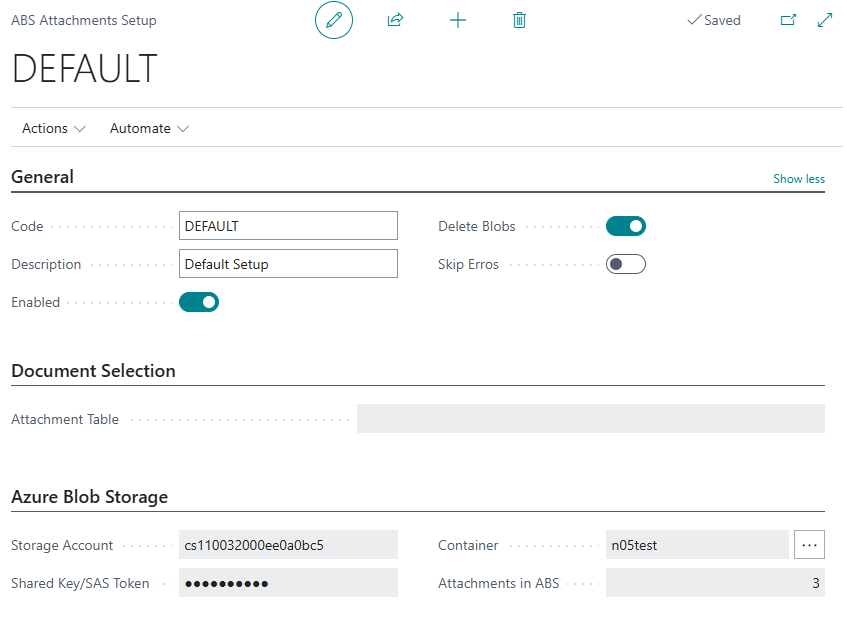 ABS Attachments Setup
Saved
DEFAULT
Actions Automate
General Show less
Code DEFAULT Delete Blobs
Description Default Setup Skip Erros
Enabled
Document Selection
Attachment Table
Azure Blob Storage
Storage Account cs110032000ee0a0bc5 Container n05test ...
Shared Key/SAS Token ●●●●●●●●●● Attachments in ABS 3